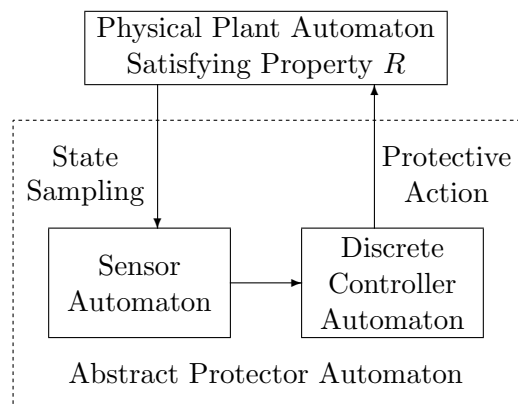 Physical Plant Automaton
Satisfying Property R
State
Sampling
Protective
Action
Sensor
Automaton
Discrete
Controller
Automaton
Abstract Protector Automaton